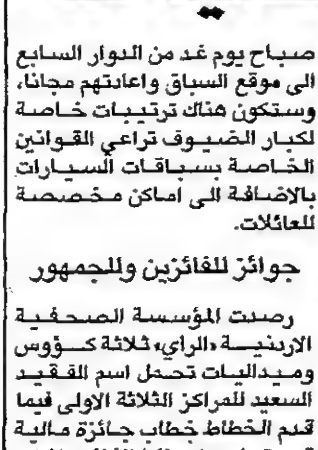 صباح يوم غد من الدوار السابع
الى موقع السباق واعادتهم مجانا،
وستكون هناك ترتيبات خاصة
لكبار الضيوف تراعي القوانين
الخاصة بسباقات السيارات
بالاضافة الى اماكن مخصصة
للعائلات.
جوائز للفائزين وللجمهور
رصدت المؤسسة الصحفية
الاردنية «الراي» ثلاثة كؤوس
وميداليات تحمل اسم الفقيد
السعيد للمراكز الثلاثة الاولى فيما
قدم الخطاط خطاب جائزة مالية